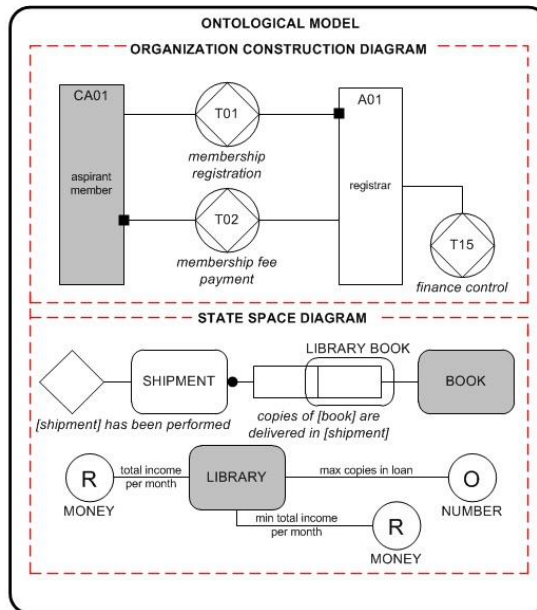 ONTOLOGICAL MODEL
ORGANIZATION CONSTRUCTION DIAGRAM
CA01
aspirant
member
T01
membership
registration
T02
membership fee
payment
A01
registrar
T15
finance control
STATE SPACE DIAGRAM
LIBRARY BOOK
SHIPMENT
BOOK
[shipment] has been performed
copies of [book] are
delivered in [shipment]
R
MONEY
total income
per month
LIBRARY
max copies in loan
O
NUMBER
min total income
per month
R
MONEY